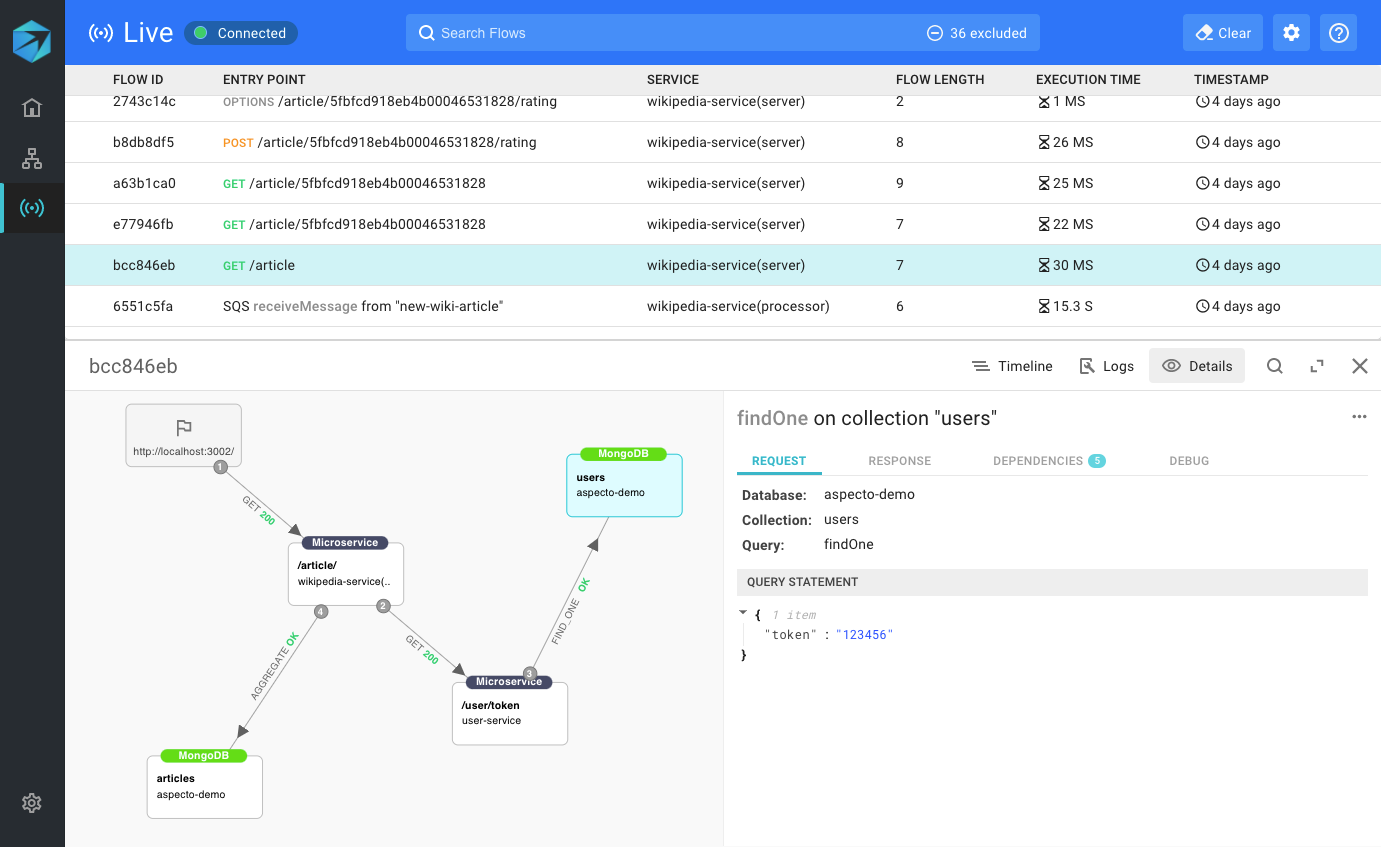 Live
Connected
Search Flows
36 excluded
Clear
FLOW ID ENTRY POINT SERVICE FLOW LENGTH EXECUTION TIME TIMESTAMP
2743c14c OPTIONS /article/5fbfcd918eb4b00046531828/rating wikipedia-service(server) 2 1 MS 4 days ago
b8db8df5 POST /article/5fbfcd918eb4b00046531828/rating wikipedia-service(server) 8 26 MS 4 days ago
a63b1ca0 GET /article/5fbfcd918eb4b00046531828 wikipedia-service(server) 9 25 MS 4 days ago
e77946fb GET /article/5fbfcd918eb4b00046531828 wikipedia-service(server) 7 22 MS 4 days ago
bcc846eb GET /article wikipedia-service(server) 7 30 MS 4 days ago
6551c5fa SQS receiveMessage from "new-wiki-article" wikipedia-service(processor) 6 15.3 S 4 days ago
bcc846eb
Timeline
Logs
Details
http://localhost:3002/
1
GET 200
Microservice
/article/
wikipedia-service(..
4
2
AGGREGATE OK
GET 200
MongoDB
users
aspecto-demo
FIND_ONE OK
3
Microservice
/user/token
user-service
MongoDB
articles
aspecto-demo
findOne on collection "users"
REQUEST RESPONSE DEPENDENCIES 5 DEBUG
Database: aspecto-demo
Collection: users
Query: findOne
QUERY STATEMENT
{ 1 item
"token" : "123456"
}